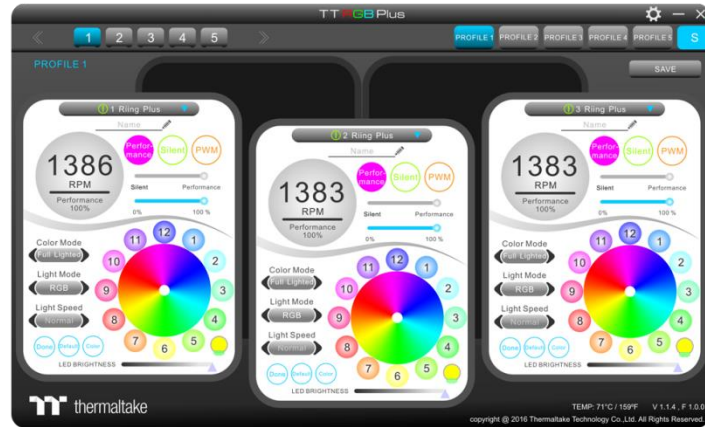 TT RGB Plus
1 2 3 4 5
PROFILE 1 PROFILE 2 PROFILE 3 PROFILE 4 PROFILE 5 S
PROFILE 1
SAVE
1 Riing Plus
Name
1386
RPM
Performance
100%
Perfor-
mance
Silent
PWM
Silent Performance
0% 100 %
Color Mode
Full Lighted
Light Mode
RGB
Light Speed
Normal
12
11 1
10 2
9 3
8 4
7 5
6
Done Default Color
LED BRIGHTNESS
2 Riing Plus
Name
1383
RPM
Performance
100%
Perfor-
mance
Silent
PWM
Silent Performance
0% 100 %
Color Mode
Full Lighted
Light Mode
RGB
Light Speed
Normal
12
11 1
10 2
9 3
8 4
7 5
6
Done Default Color
LED BRIGHTNESS
3 Riing Plus
Name
1383
RPM
Performance
100%
Perfor-
mance
Silent
PWM
Silent Performance
0% 100 %
Color Mode
Full Lighted
Light Mode
RGB
Light Speed
Normal
12
11 1
10 2
9 3
8 4
7 5
6
Done Default Color
LED BRIGHTNESS
thermaltake
TEMP: 71°C / 159°F V 1.1.4 , F 1.0.0
copyright @ 2016 Thermaltake Technology Co.,Ltd. All Rights Reserved.